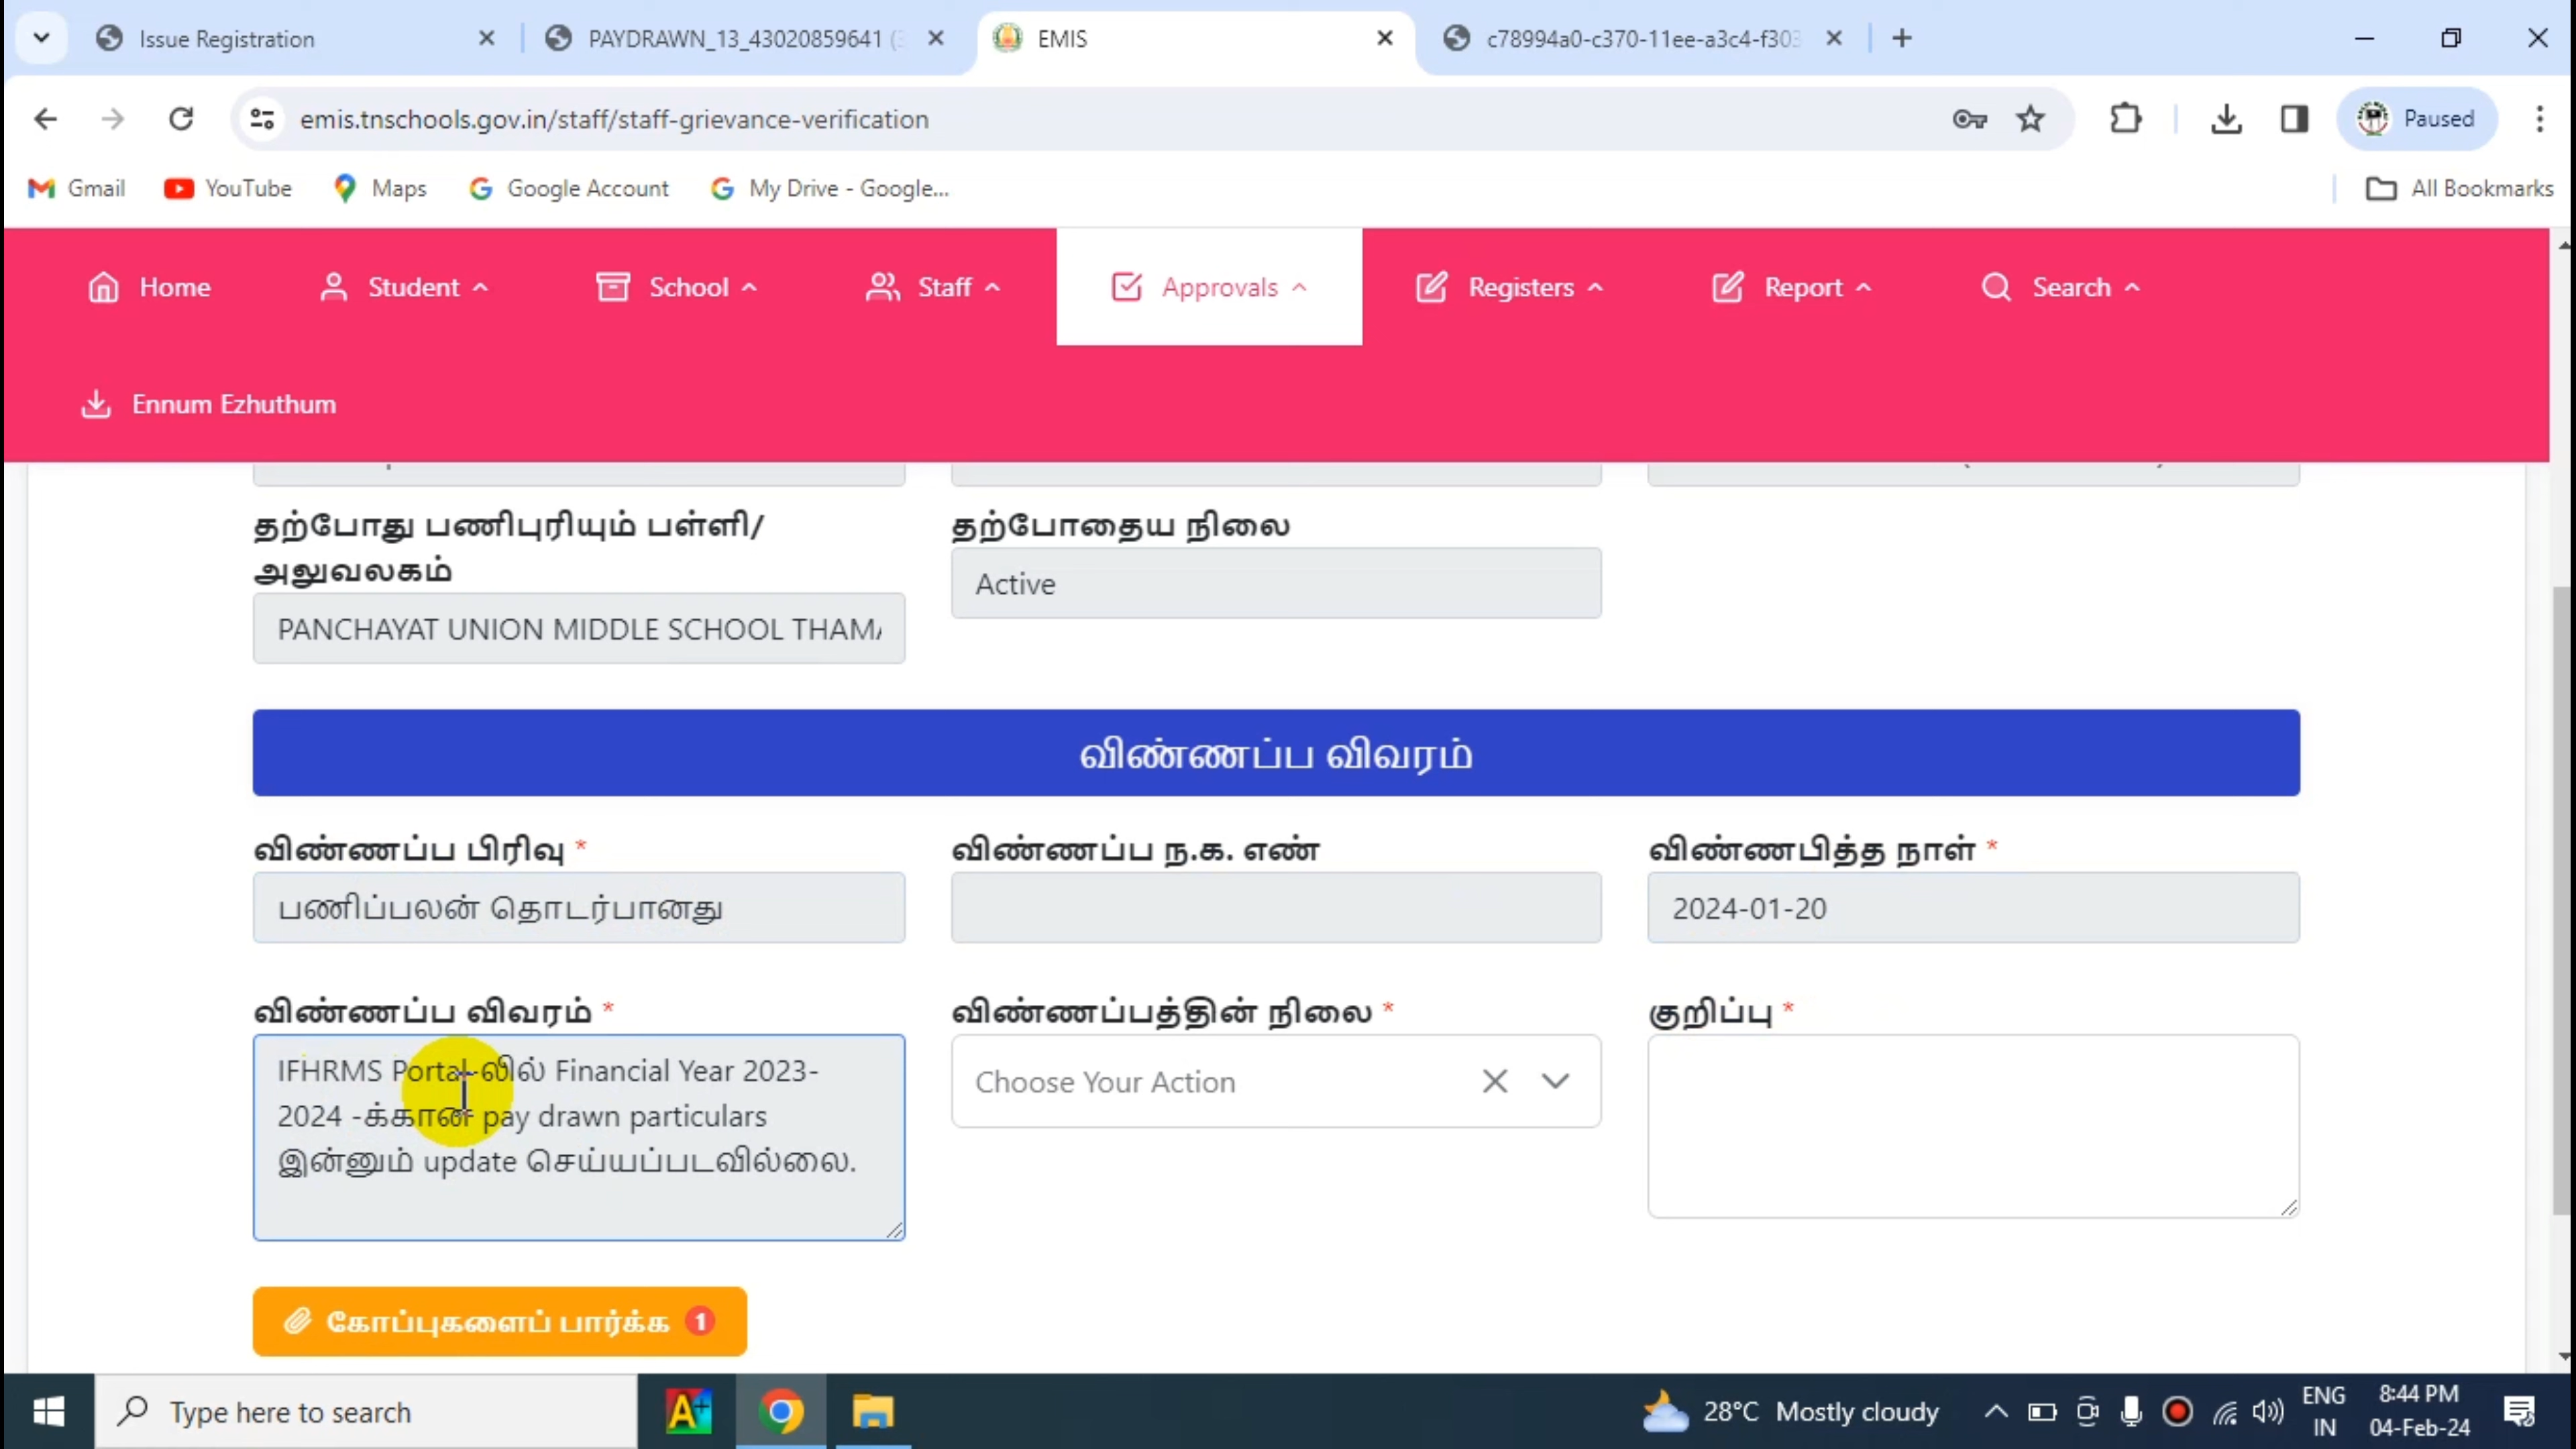 Issue Registration
PAYDRAWN_13_43020859641 (
EMIS
c78994a0-c370-11ee-a3c4-f303
emis.tnschools.gov.in/staff/staff-grievance-verification
Paused
Gmail
YouTube
Maps
Google Account
My Drive - Google...
All Bookmarks
Home
Student
School
Staff
Approvals
Registers
Report
Search
Ennum Ezhuthum
தற்போது பணிபுரியும் பள்ளி/
அலுவலகம்
தற்போதைய நிலை
Active
PANCHAYAT UNION MIDDLE SCHOOL THAMA
விண்ணப்ப விவரம்
விண்ணப்ப பிரிவு *
விண்ணப்ப ந.க. எண்
விண்ணபித்த நாள் *
பணிப்பலன் தொடர்பானது
2024-01-20
விண்ணப்ப விவரம் *
விண்ணப்பத்தின் நிலை *
குறிப்பு *
IFHRMS Portal-லில் Financial Year 2023-
2024 -க்கான pay drawn particulars
இன்னும் update செய்யப்படவில்லை.
Choose Your Action
கோப்புகளைப் பார்க்க 1
Type here to search
28°C Mostly cloudy
ENG
IN
8:44 PM
04-Feb-24